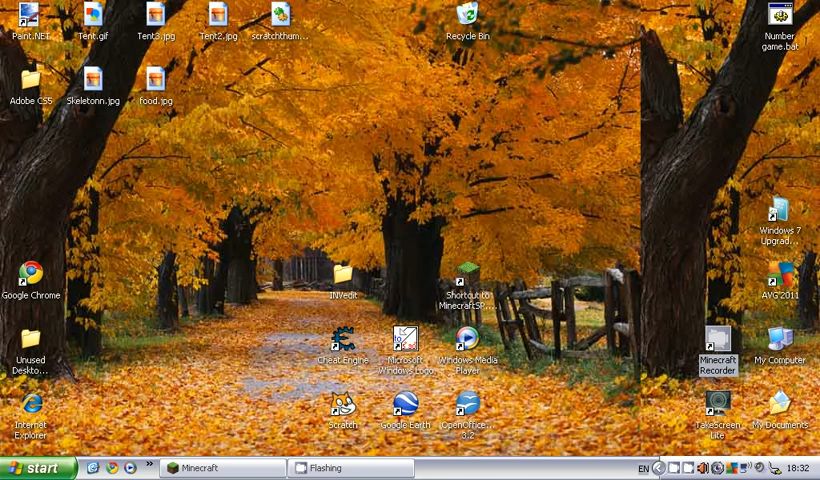 Paint.NET
Tent.gif
Tent3.jpg
Tent2.jpg
scratchthum...
Recycle Bin
Number
game.bat
Adobe CS5
Skeletonn.jpg
food.jpg
Windows 7
Upgrad...
Google Chrome
INVedit
Shortcut to
MinecraftSP....
AVG 2011
Unused
Deskto...
Cheat Engine
Microsoft
Windows Logo
Windows Media
Player
Minecraft
Recorder
My Computer
Internet
Explorer
Scratch
Google Earth
OpenOffice....
3.2
TakeScreen
Lite
My Documents
start
»
Minecraft
Flashing
EN
18:32